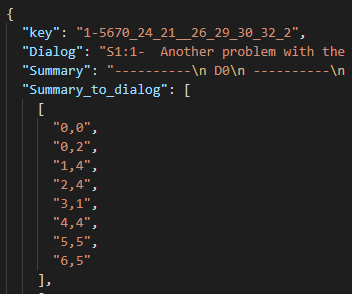 {
"key": "1-5670_24_21__26_29_30_32_2",
"Dialog": "S1:1-  Another problem with the
"Summary": "----------\n D0\n ----------\n
"Summary_to_dialog": [
[
"0,0",
"0,2",
"1,4",
"2,4",
"3,1",
"4,4",
"5,5",
"6,5"
],